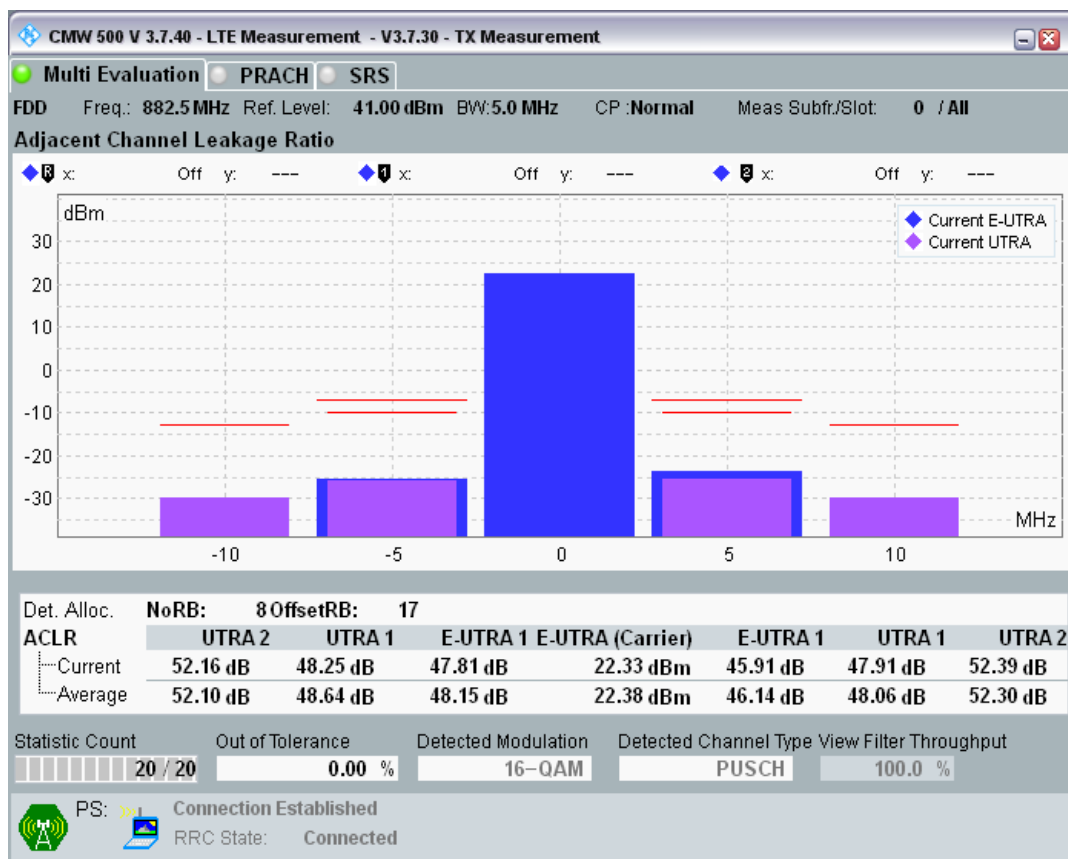 CMW 500 V 3.7.40 - LTE Measurement - V3.7.30 - TX Measurement
Multi Evaluation PRACH SRS
FDD Freq.: 882.5 MHz Ref. Level: 41.00 dBm BW: 5.0 MHz CP :Normal Meas Subfr./Slot: 0 / All
Adjacent Channel Leakage Ratio
R x: Off y: --- 1 x: Off y: --- 2 x: Off y: ---
dBm
Current E-UTRA
Current UTRA
30
20
10
0
-10
-20
-30
MHz
-10 -5 0 5 10
Det. Alloc. NoRB: 8 OffsetRB: 17
ACLR UTRA 2 UTRA 1 E-UTRA 1 E-UTRA (Carrier) E-UTRA 1 UTRA 1 UTRA 2
Current 52.16 dB 48.25 dB 47.81 dB 22.33 dBm 45.91 dB 47.91 dB 52.39 dB
Average 52.10 dB 48.64 dB 48.15 dB 22.38 dBm 46.14 dB 48.06 dB 52.30 dB
Statistic Count Out of Tolerance Detected Modulation Detected Channel Type View Filter Throughput
20 / 20 0.00 % 16-QAM PUSCH 100.0 %
PS: Connection Established
RRC State: Connected